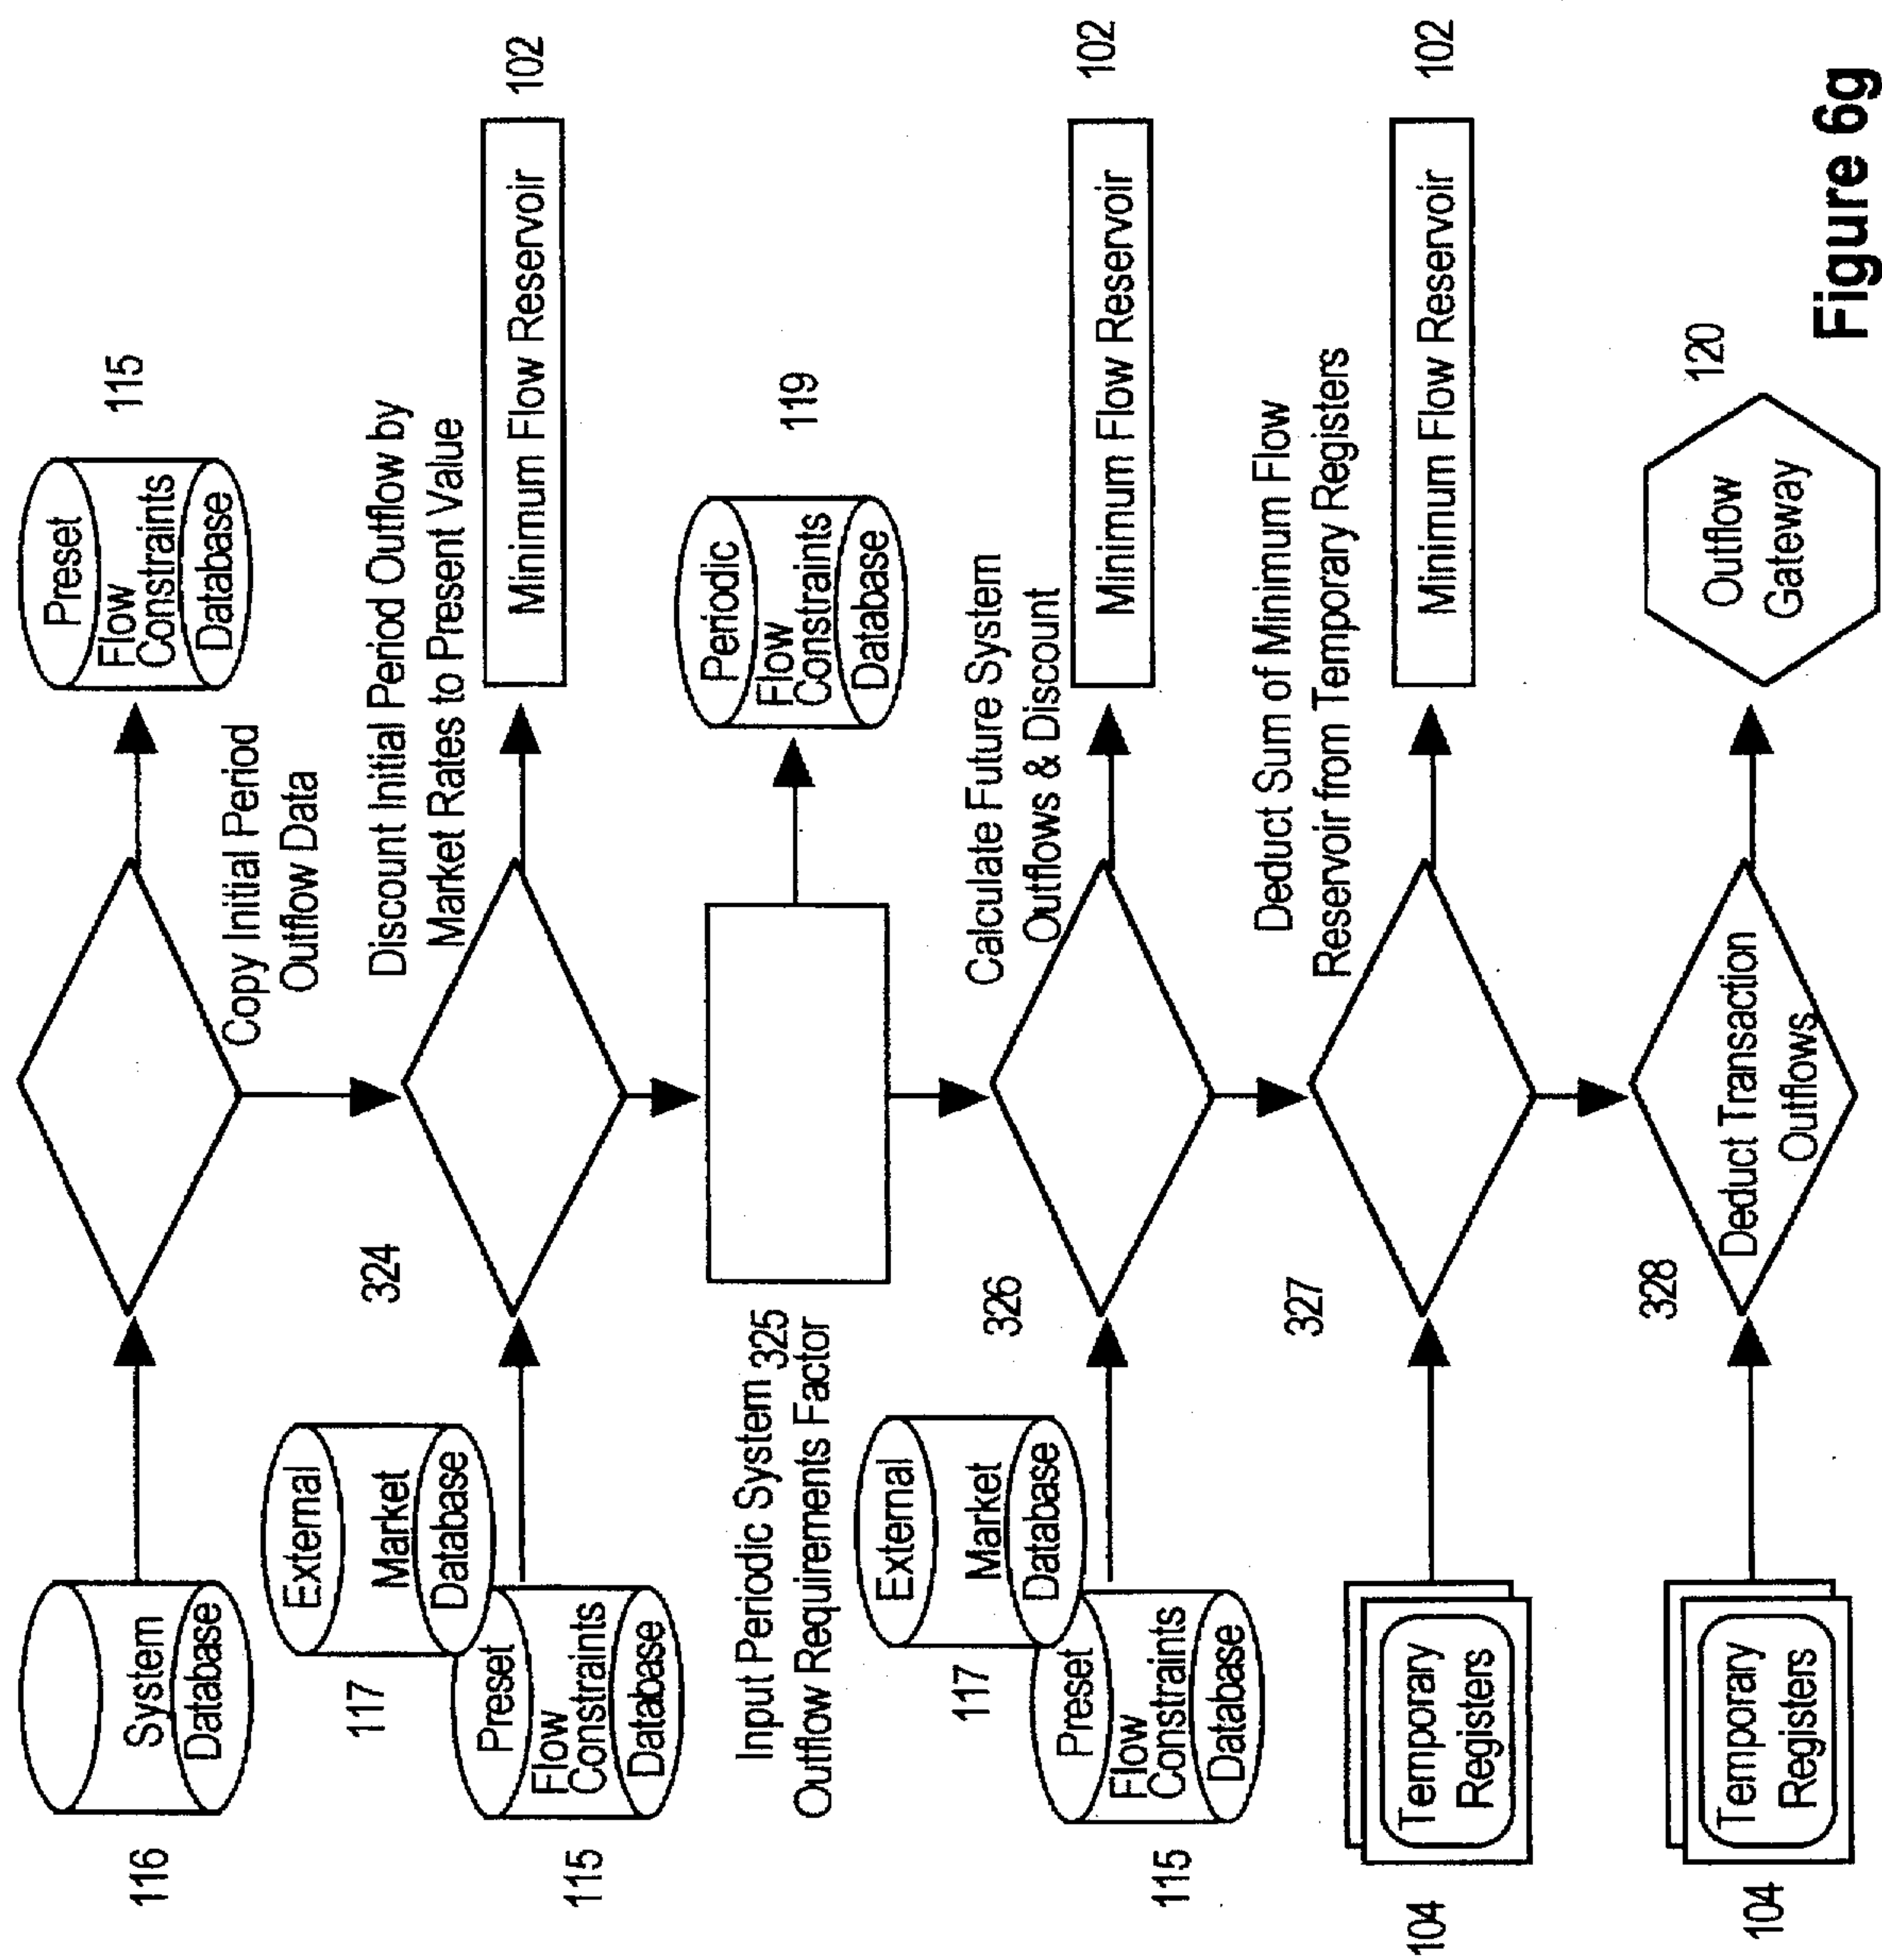 116
System
Database
Copy Initial Period
Outflow Data
Preset
Flow
Constraints
Database
115
117
External
Market
Database
115
Preset
Flow
Constraints
Database
324
Discount Initial Period Outflow by
Market Rates to Present Value
Minimum Flow Reservoir
102
Input Periodic System 325
Outflow Requirements Factor
Periodic
Flow
Constraints
Database
119
117
External
Market
Database
115
Preset
Flow
Constraints
Database
326
Calculate Future System
Outflows & Discount
Minimum Flow Reservoir
102
104
Temporary
Registers
327
Deduct Sum of Minimum Flow
Reservoir from Temporary Registers
Minimum Flow Reservoir
102
104
Temporary
Registers
328
Deduct Transaction
Outflows
Outflow
Gateway
120
Figure 6g